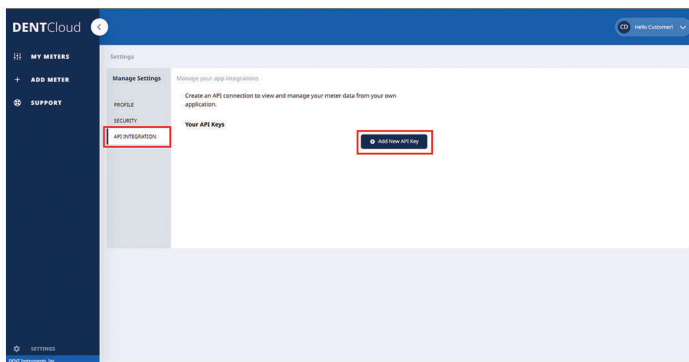 DENTCloud
CD Hello Customer!
MY METERS
ADD METER
SUPPORT
Settings
Manage Settings
PROFILE
SECURITY
API INTEGRATION
Manage your app integrations
Create an API connection to view and manage your meter data from your own
application.
Your API Keys
Add New API Key
SETTINGS
DENT Instruments, Inc.